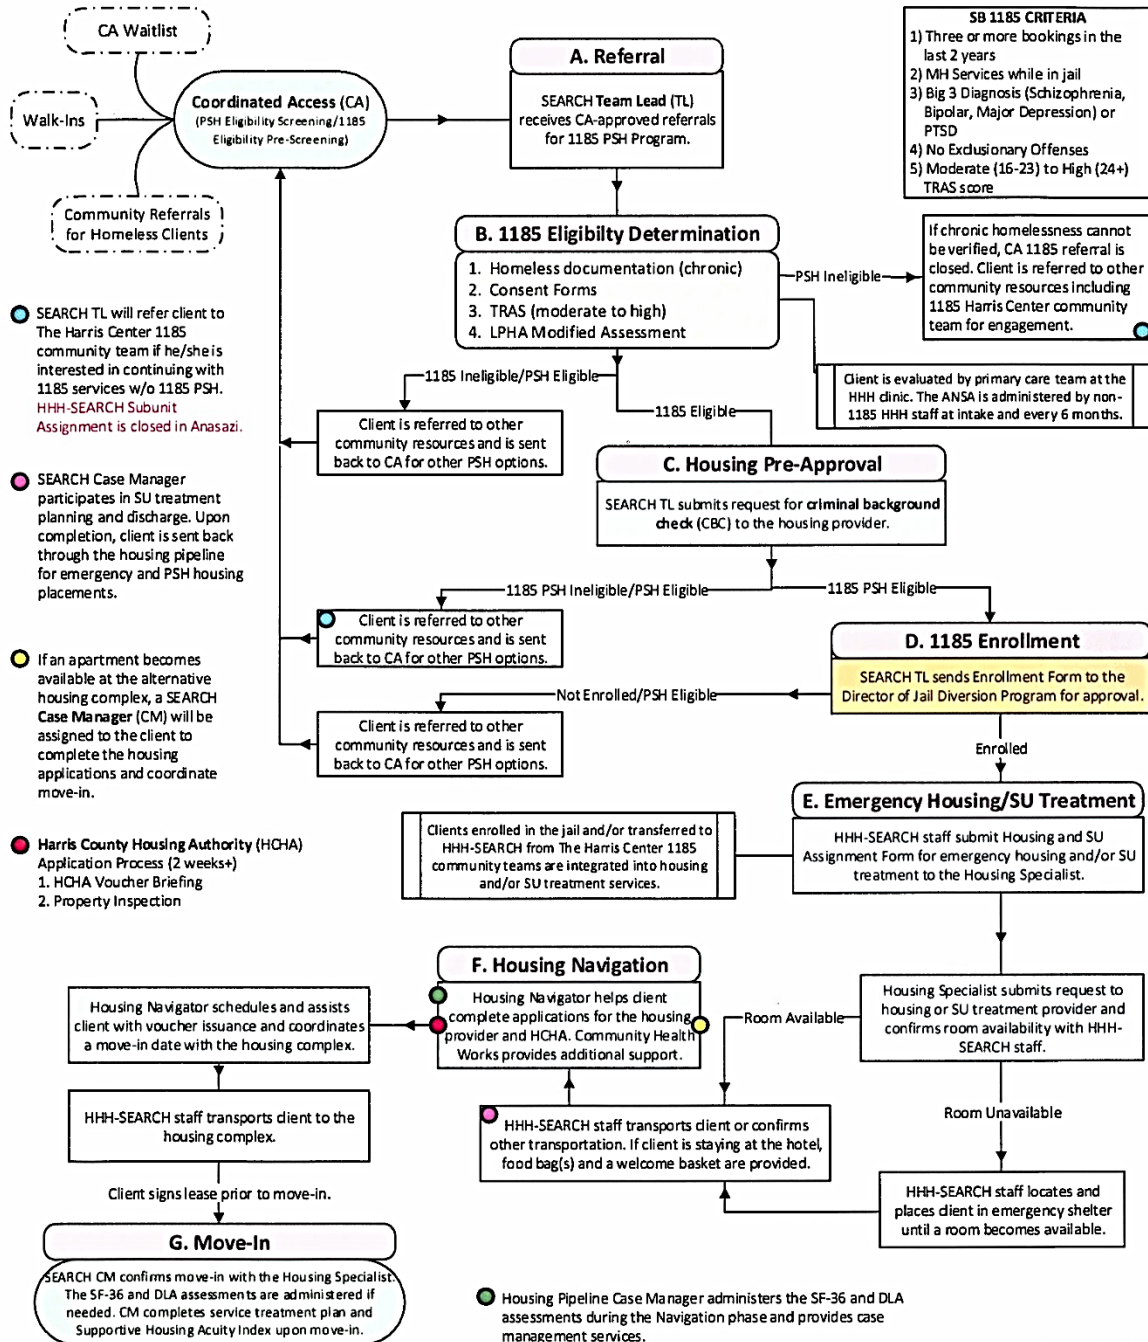 CA Waitlist
Walk-Ins
Community Referrals
for Homeless Clients
Coordinated Access (CA)
(PSH Eligibility Screening/1185
Eligibility Pre-Screening)
A. Referral
SEARCH Team Lead (TL)
receives CA-approved referrals
for 1185 PSH Program.
SB 1185 CRITERIA
1) Three or more bookings in the
last 2 years
2) MH Services while in jail
3) Big 3 Diagnosis (Schizophrenia,
Bipolar, Major Depression) or
PTSD
4) No Exclusionary Offenses
5) Moderate (16-23) to High (24+)
TRAS score
B. 1185 Eligibilty Determination
1. Homeless documentation (chronic)
2. Consent Forms
3. TRAS (moderate to high)
4. LPHA Modified Assessment
PSH Ineligible
If chronic homelessness cannot
be verified, CA 1185 referral is
closed. Client is referred to other
community resources including
1185 Harris Center community
team for engagement.
Client is evaluated by primary care team at the
HHH clinic. The ANSA is administered by non-
1185 HHH staff at intake and every 6 months.
SEARCH TL will refer client to
The Harris Center 1185
community team if he/she is
interested in continuing with
1185 services w/o 1185 PSH.
HHH-SEARCH Subunit
Assignment is closed in Anasazi.
1185 Ineligible/PSH Eligible
Client is referred to other
community resources and is sent
back to CA for other PSH options.
1185 Eligible
C. Housing Pre-Approval
SEARCH TL submits request for criminal background
check (CBC) to the housing provider.
SEARCH Case Manager
participates in SU treatment
planning and discharge. Upon
completion, client is sent back
through the housing pipeline
for emergency and PSH housing
placements.
1185 PSH Ineligible/PSH Eligible
1185 PSH Eligible
Client is referred to other
community resources and is sent
back to CA for other PSH options.
D. 1185 Enrollment
SEARCH TL sends Enrollment Form to the
Director of Jail Diversion Program for approval.
If an apartment becomes
available at the alternative
housing complex, a SEARCH
Case Manager (CM) will be
assigned to the client to
complete the housing
applications and coordinate
move-in.
Not Enrolled/PSH Eligible
Client is referred to other
community resources and is sent
back to CA for other PSH options.
Enrolled
E. Emergency Housing/SU Treatment
HHH-SEARCH staff submit Housing and SU
Assignment Form for emergency housing and/or SU
treatment to the Housing Specialist.
Clients enrolled in the jail and/or transferred to
HHH-SEARCH from The Harris Center 1185
community teams are integrated into housing
and/or SU treatment services.
Harris County Housing Authority (HCHA)
Application Process (2 weeks+)
1. HCHA Voucher Briefing
2. Property Inspection
F. Housing Navigation
Housing Navigator helps client
complete applications for the housing
provider and HCHA. Community Health
Works provides additional support.
Room Available
Housing Specialist submits request to
housing or SU treatment provider and
confirms room availability with HHH-
SEARCH staff.
Housing Navigator schedules and assists
client with voucher issuance and coordinates
a move-in date with the housing complex.
HHH-SEARCH staff transports client to the
housing complex.
HHH-SEARCH staff transports client or confirms
other transportation. If client is staying at the hotel,
food bag(s) and a welcome basket are provided.
Room Unavailable
HHH-SEARCH staff locates and
places client in emergency shelter
until a room becomes available.
Client signs lease prior to move-in.
G. Move-In
SEARCH CM confirms move-in with the Housing Specialist.
The SF-36 and DLA assessments are administered if
needed. CM completes service treatment plan and
Supportive Housing Acuity Index upon move-in.
Housing Pipeline Case Manager administers the SF-36 and DLA
assessments during the Navigation phase and provides case
management services.